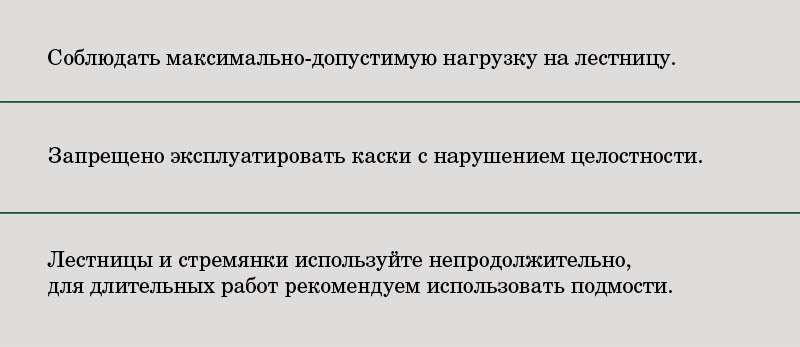 Соблюдать максимально-допустимую нагрузку на лестницу.
Запрещено эксплуатировать каски с нарушением целостности.
Лестницы и стремянки используйте непродолжительно,
для длительных работ рекомендуем использовать подмости.